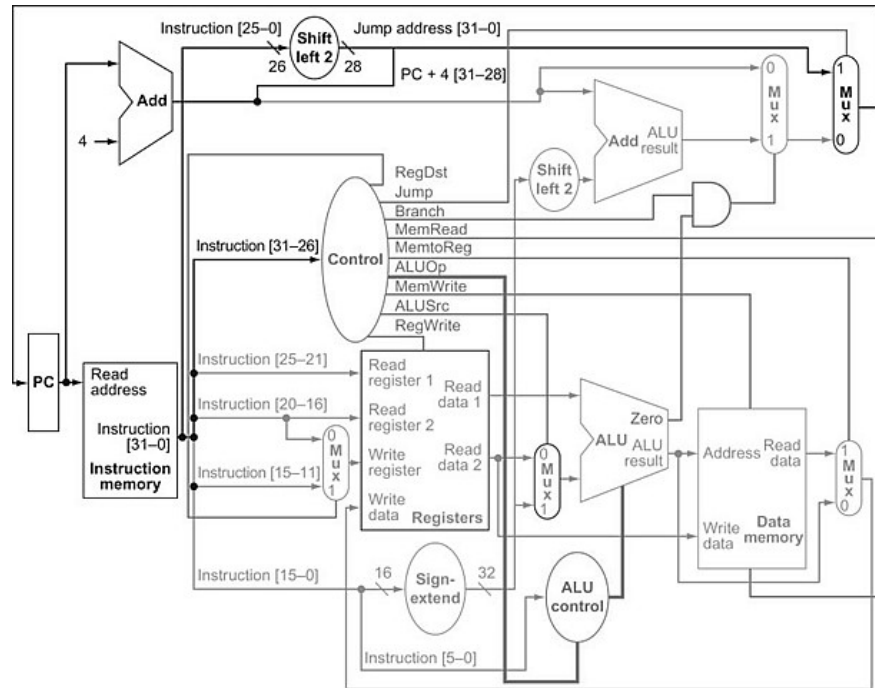 Instruction [25–0]
Shift
left 2
Jump address [31–0]
26
28
PC + 4 [31–28]
Add
4
0
M
u
x
1
1
M
u
x
0
Add
ALU
result
Shift
left 2
RegDst
Jump
Branch
MemRead
MemtoReg
ALUOp
MemWrite
ALUSrc
RegWrite
Control
Instruction [31–26]
PC
Read
address
Instruction
[31–0]
Instruction
memory
Instruction [25–21]
Instruction [20–16]
Instruction [15–11]
0
M
u
x
1
Read
register 1
Read
register 2
Write
register
Write
data
Read
data 1
Read
data 2
Registers
0
M
u
x
1
Zero
ALU
ALU
result
Address
Read
data
Write
data
Data
memory
1
M
u
x
0
Instruction [15–0]
16
Sign-
extend
32
ALU
control
Instruction [5–0]